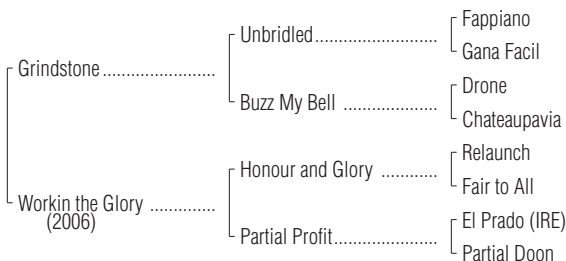 Fappiano
Unbridled
Gana Facil
Grindstone
Drone
Buzz My Bell
Chateaupavia
Relaunch
Honour and Glory
Fair to All
Workin the Glory
(2006)
El Prado (IRE)
Partial Profit
Partial Doon